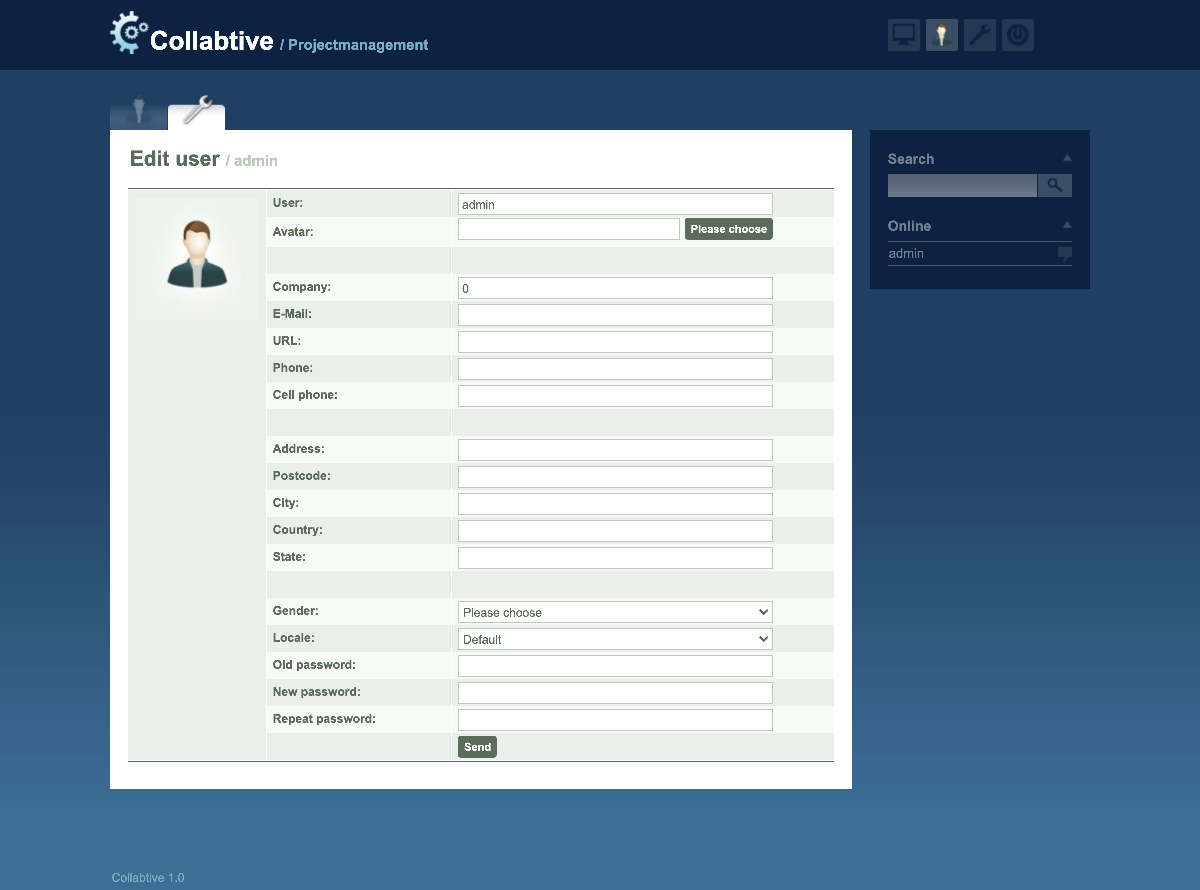 Collabtive / Projectmanagement
Edit user / admin
User: admin
Avatar: Please choose
Company: 0
E-Mail:
URL:
Phone:
Cell phone:
Address:
Postcode:
City:
Country:
State:
Gender: Please choose
Locale: Default
Old password:
New password:
Repeat password:
Send
Search
Online
admin
Collabtive 1.0